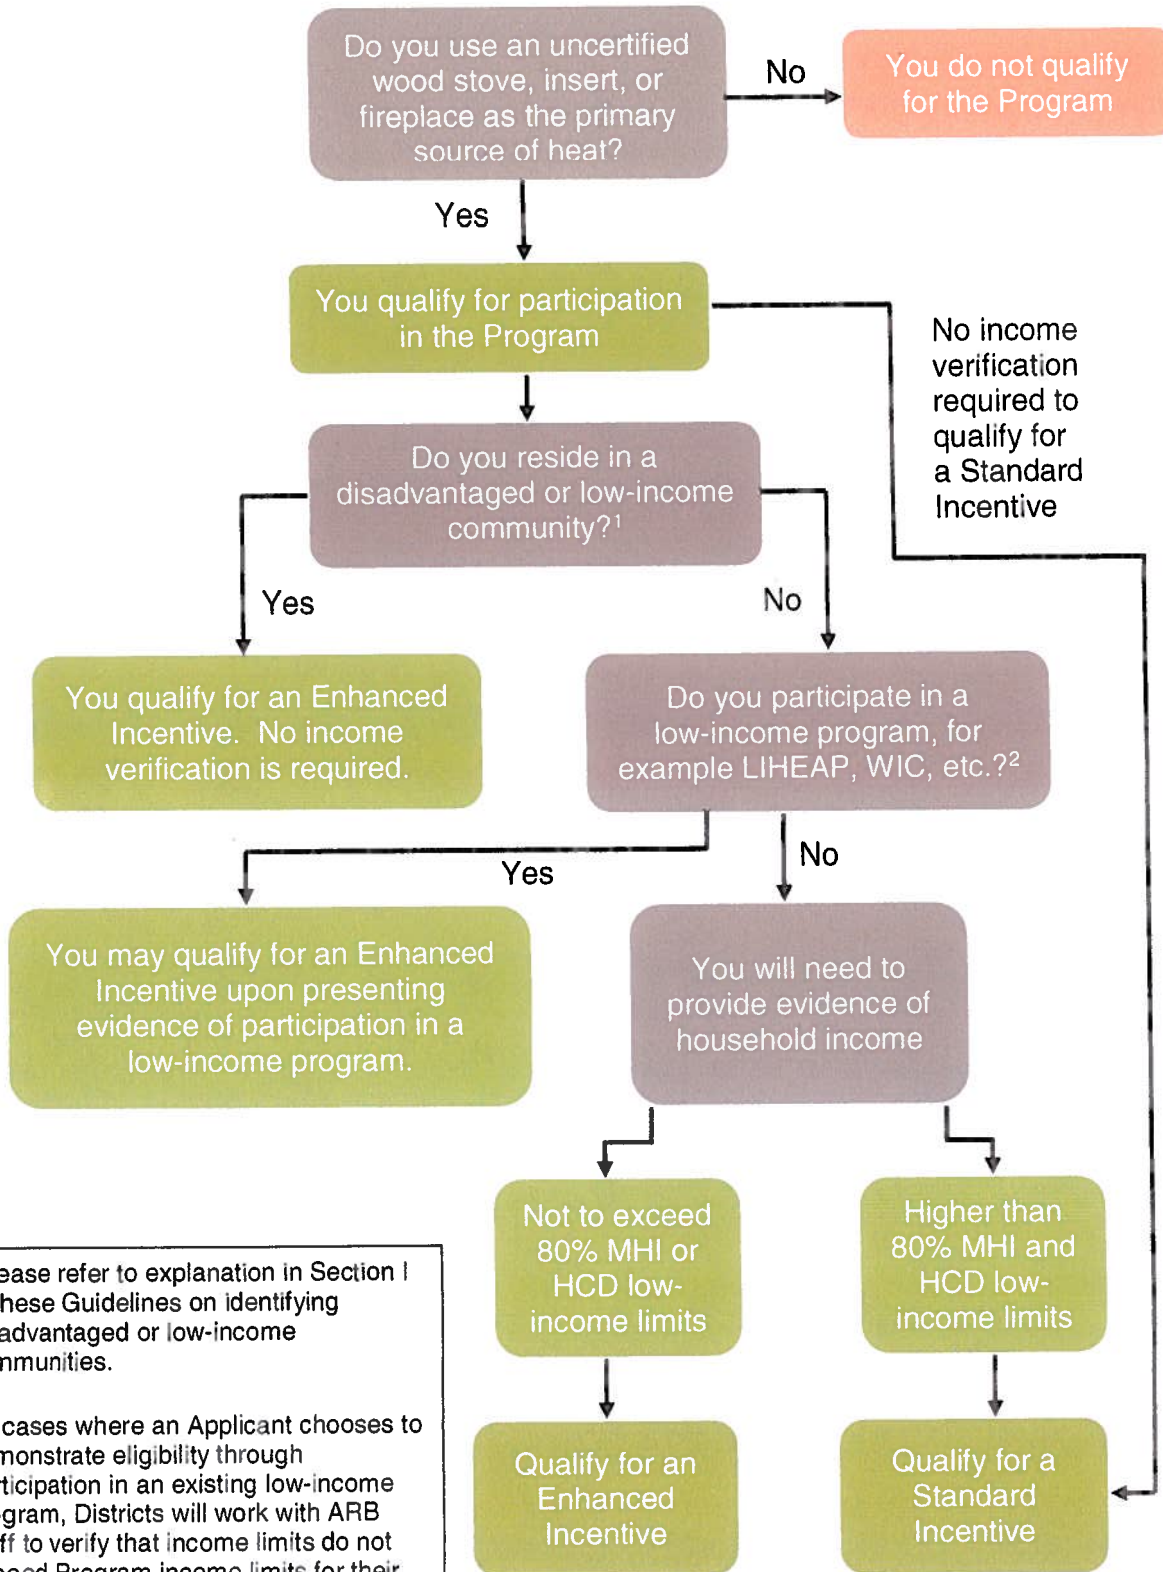 Do you use an uncertified
wood stove, insert, or
fireplace as the primary
source of heat?
No
You do not qualify
for the Program
Yes
You qualify for participation
in the Program
No income
verification
required to
qualify for
a Standard
Incentive
Do you reside in a
disadvantaged or low-income
community?¹
Yes
No
You qualify for an Enhanced
Incentive. No income
verification is required.
Do you participate in a
low-income program, for
example LIHEAP, WIC, etc.?²
Yes
No
You may qualify for an Enhanced
Incentive upon presenting
evidence of participation in a
low-income program.
You will need to
provide evidence of
household income
Not to exceed
80% MHI or
HCD low-
income limits
Higher than
80% MHI and
HCD low-
income limits
Qualify for an
Enhanced
Incentive
Qualify for a
Standard
Incentive
ease refer to explanation in Section I
these Guidelines on identifying
advantaged or low-income
mmunities.
cases where an Applicant chooses to
monstrate eligibility through
rticipation in an existing low-income
gram, Districts will work with ARB
ff to verify that income limits do not
Program income limits for their